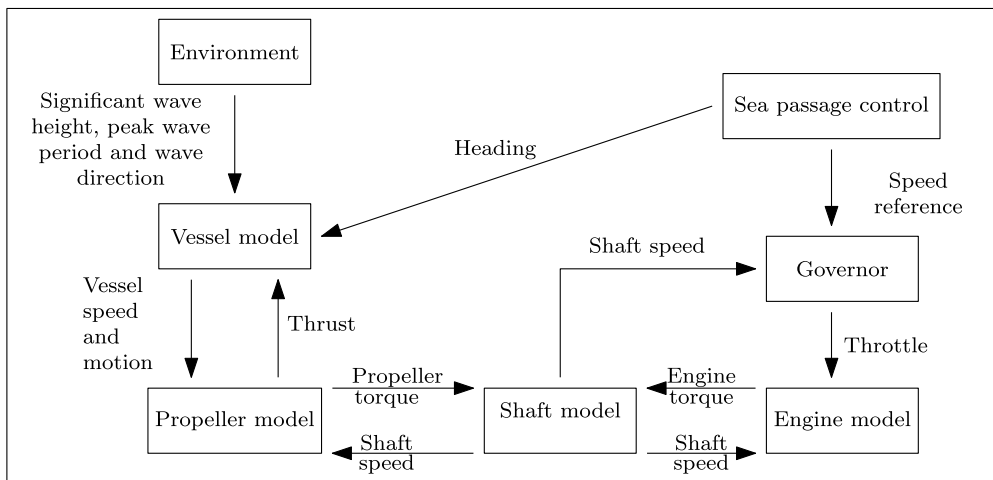 Environment
Significant wave
height, peak wave
period and wave
direction
Sea passage control
Heading
Speed
reference
Vessel model
Shaft speed
Governor
Vessel
speed
and
motion
Thrust
Throttle
Propeller
torque
Engine
torque
Propeller model
Shaft model
Engine model
Shaft
speed
Shaft
speed